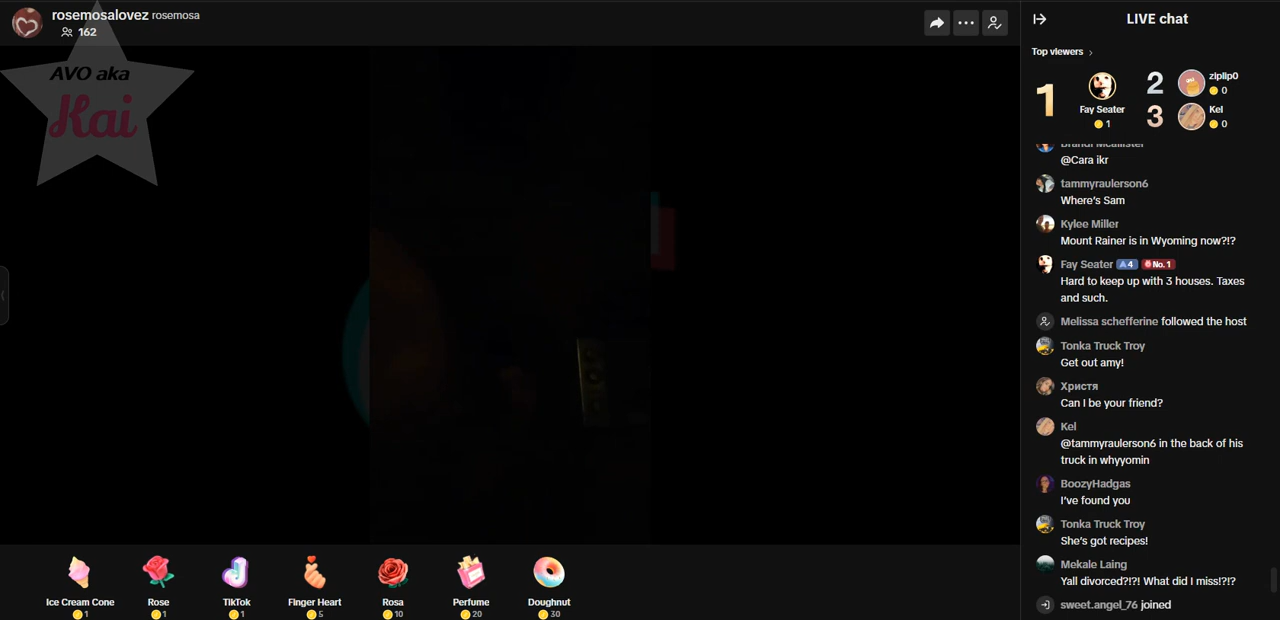 rosemosalovez rosemosa
162
AVO aka
Kai
LIVE chat
Top viewers
1
Fay Seater
1
2
ziplip0
0
3
Kel
0
@Cara ikr
tammyraulerson6
Where's Sam
Kylee Miller
Mount Rainer is in Wyoming now?!?
Fay Seater A4 No. 1
Hard to keep up with 3 houses. Taxes
and such.
Melissa schefferine followed the host
Tonka Truck Troy
Get out amy!
Христя
Can I be your friend?
Kel
@tammyraulerson6 in the back of his
truck in whyyomin
BoozyHadgas
I've found you
Tonka Truck Troy
She's got recipes!
Mekale Laing
Yall divorced?!?! What did I miss!?!?
sweet.angel_76 joined
Ice Cream Cone
1
Rose
1
TikTok
1
Finger Heart
5
Rosa
10
Perfume
20
Doughnut
30